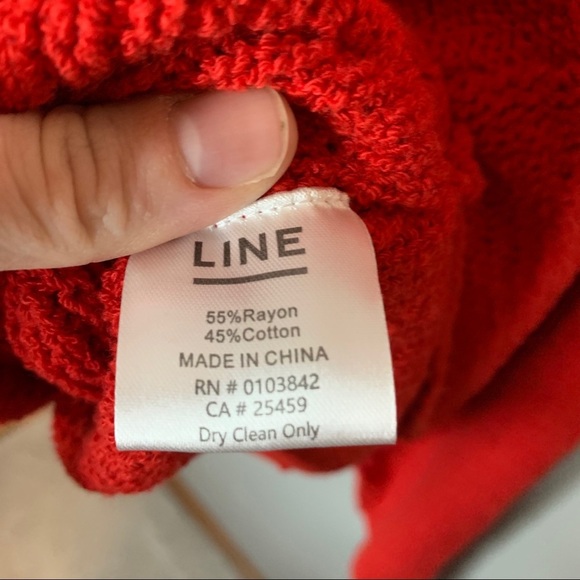 LINE
55%Rayon
45%Cotton
MADE IN CHINA
RN # 0103842
CA # 25459
Dry Clean Only